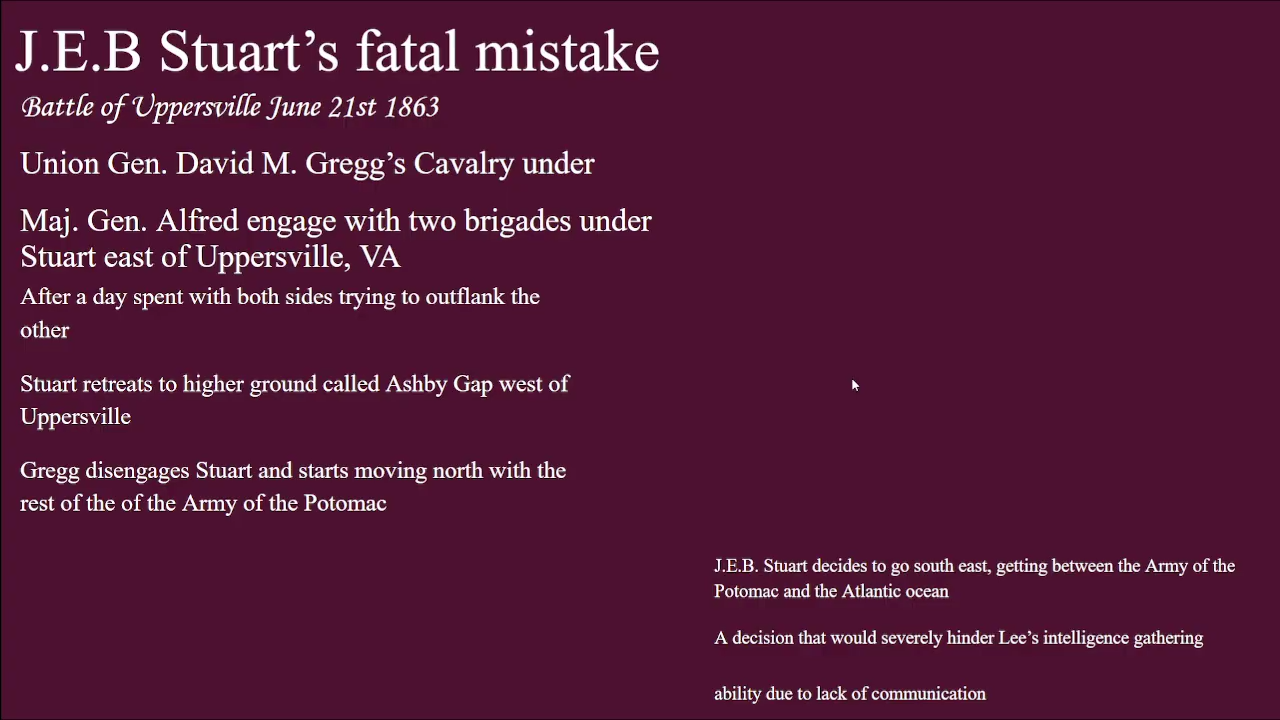 J.E.B Stuart’s fatal mistake
Battle of Uppersville June 21st 1863
Union Gen. David M. Gregg’s Cavalry under
Maj. Gen. Alfred engage with two brigades under
Stuart east of Uppersville, VA
After a day spent with both sides trying to outflank the
other
Stuart retreats to higher ground called Ashby Gap west of
Uppersville
Gregg disengages Stuart and starts moving north with the
rest of the of the Army of the Potomac
J.E.B. Stuart decides to go south east, getting between the Army of the
Potomac and the Atlantic ocean
A decision that would severely hinder Lee’s intelligence gathering
ability due to lack of communication